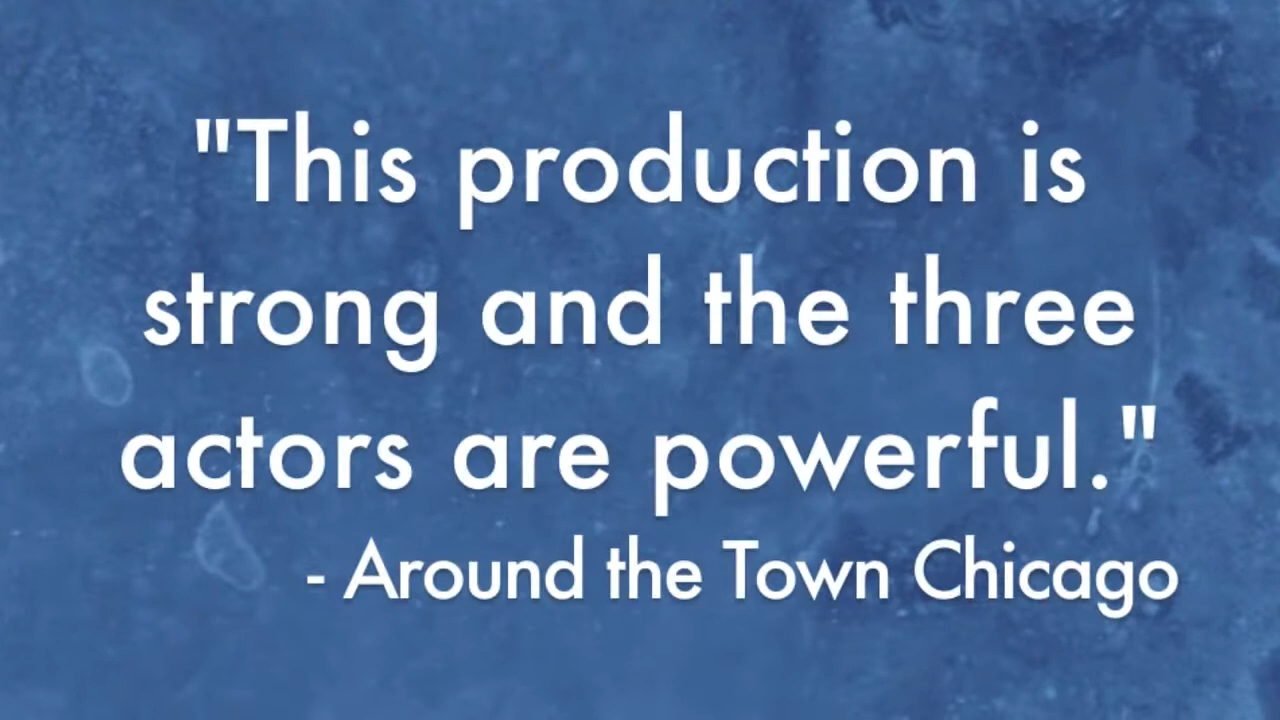 "This production is
strong and the three
actors are powerful."
- Around the Town Chicago